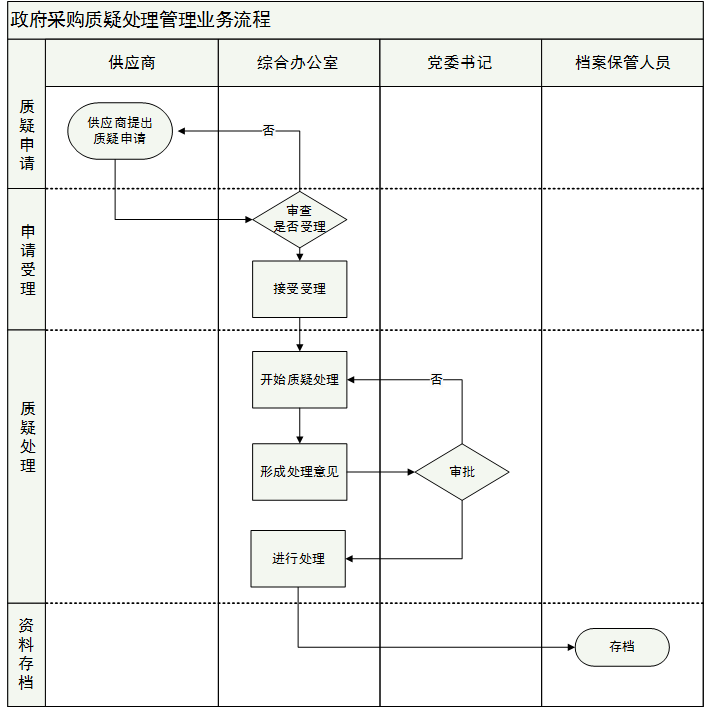 政府采购质疑处理管理业务流程
供应商
综合办公室
党委书记
档案保管人员
质疑申请
供应商提出
质疑申请
否
申请受理
审查
是否受理
接受受理
质疑处理
开始质疑处理
否
形成处理意见
审批
进行处理
资料存档
存档